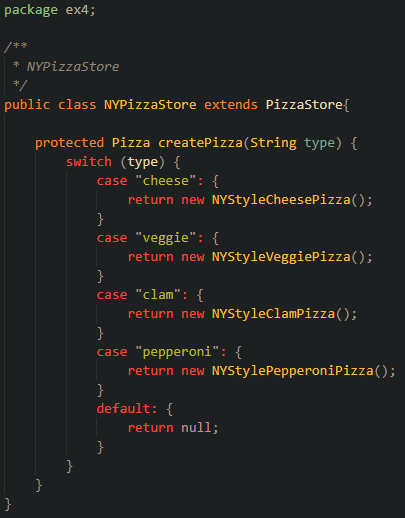 package ex4;
/**
 * NYPizzaStore
 */
public class NYPizzaStore extends PizzaStore{
    protected Pizza createPizza(String type) {
        switch (type) {
            case "cheese": {
                return new NYStyleCheesePizza();
            }
            case "veggie": {
                return new NYStyleVeggiePizza();
            }
            case "clam": {
                return new NYStyleClamPizza();
            }
            case "pepperoni": {
                return new NYStylePepperoniPizza();
            }
            default: {
                return null;
            }
        }
    }
}